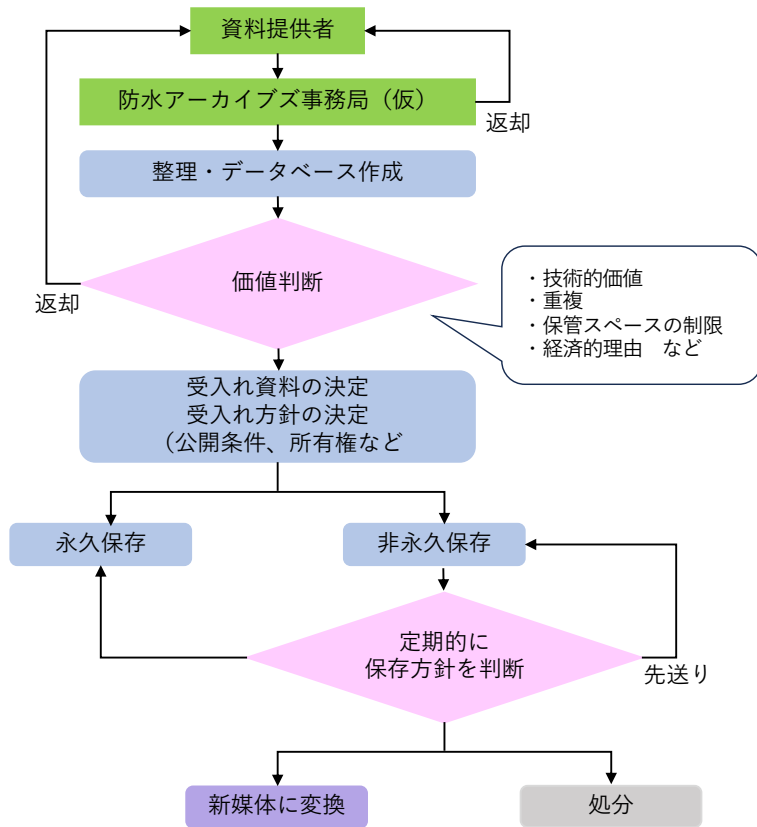 資料提供者
防水アーカイブズ事務局（仮）
返却
整理・データベース作成
価値判断
返却
・技術的価値
・重複
・保管スペースの制限
・経済的理由　など
受入れ資料の決定
受入れ方針の決定
（公開条件、所有権など
永久保存
非永久保存
定期的に
保存方針を判断
先送り
新媒体に変換
処分